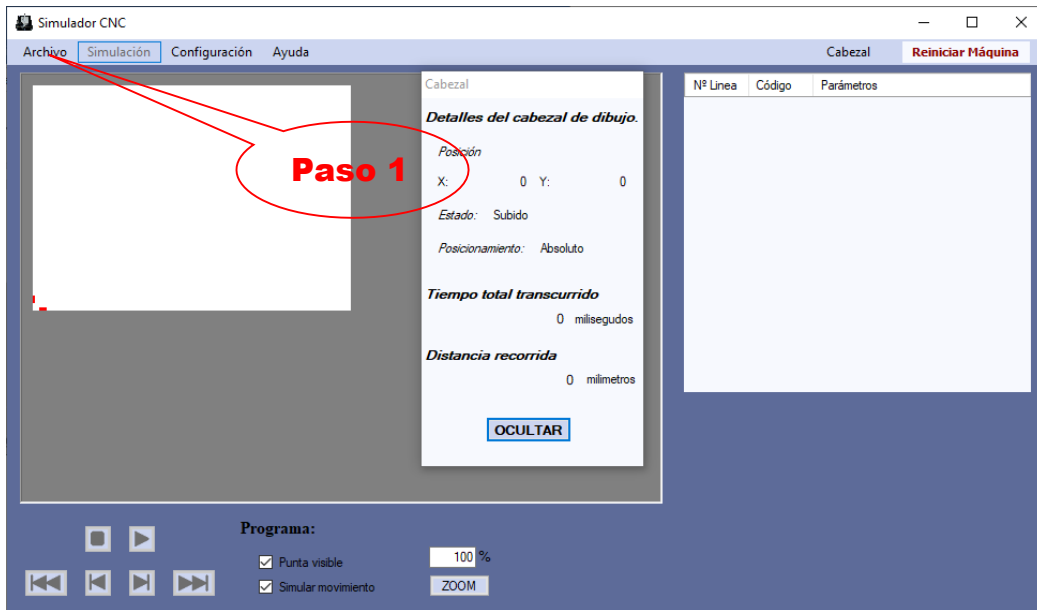 Simulador CNC
Archivo Simulación Configuración Ayuda Cabezal Reiniciar Máquina
Cabezal
Detalles del cabezal de dibujo.
Posición
X: 0 Y: 0
Estado: Subido
Posicionamiento: Absoluto
Tiempo total transcurrido
0 milisegudos
Distancia recorrida
0 milimetros
OCULTAR
Paso 1
Nº Linea Código Parámetros
Programa:
Punta visible
Simular movimiento
100 %
ZOOM